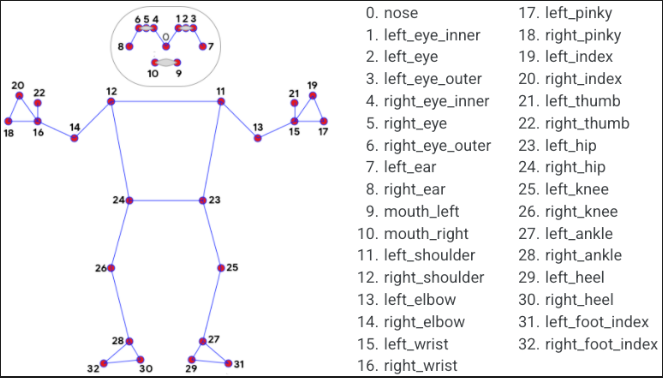 6 5 4 1 2 3
0
8 7
10 9
20 22 12 11 21 19
18 16 14 13 15 17
24 23
26 25
28 27
32 30 29 31
0. nose
1. left_eye_inner
2. left_eye
3. left_eye_outer
4. right_eye_inner
5. right_eye
6. right_eye_outer
7. left_ear
8. right_ear
9. mouth_left
10. mouth_right
11. left_shoulder
12. right_shoulder
13. left_elbow
14. right_elbow
15. left_wrist
16. right_wrist
17. left_pinky
18. right_pinky
19. left_index
20. right_index
21. left_thumb
22. right_thumb
23. left_hip
24. right_hip
25. left_knee
26. right_knee
27. left_ankle
28. right_ankle
29. left_heel
30. right_heel
31. left_foot_index
32. right_foot_index